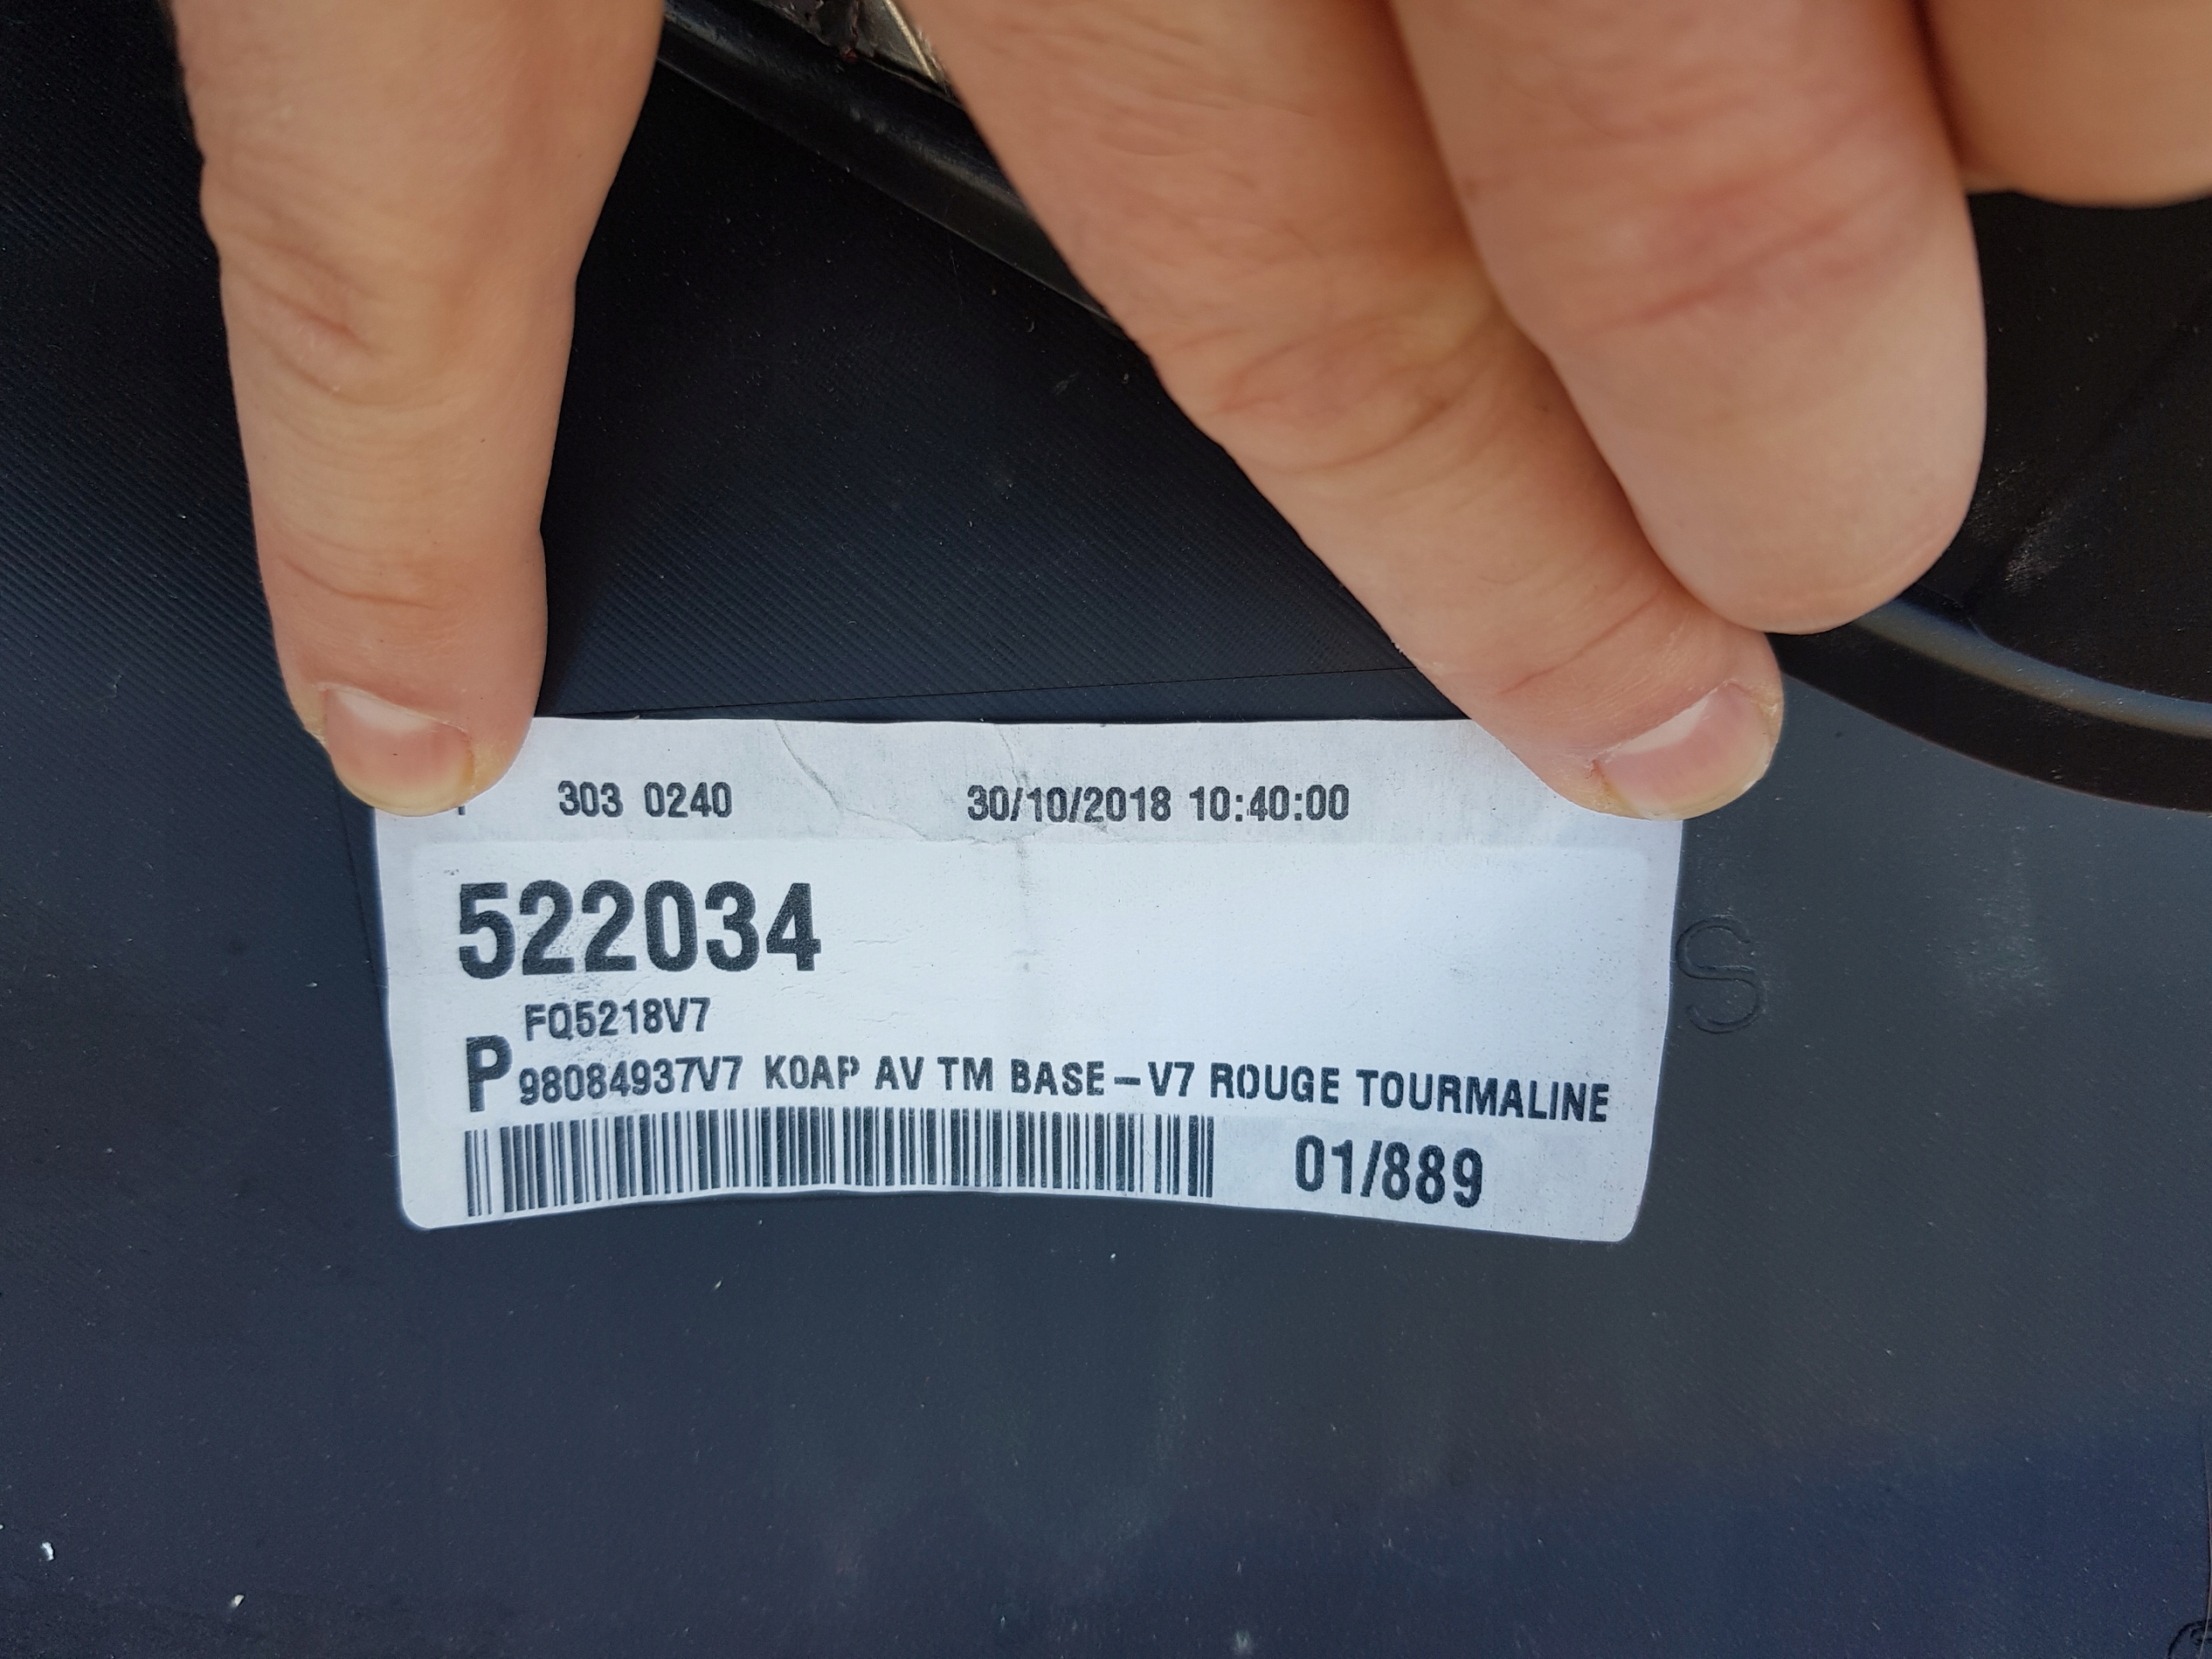 303 0240 30/10/2018 10:40:00
522034
FQ5218V7
P 98084937V7 K0AP AV TM BASE-V7 ROUGE TOURMALINE
01/889
S